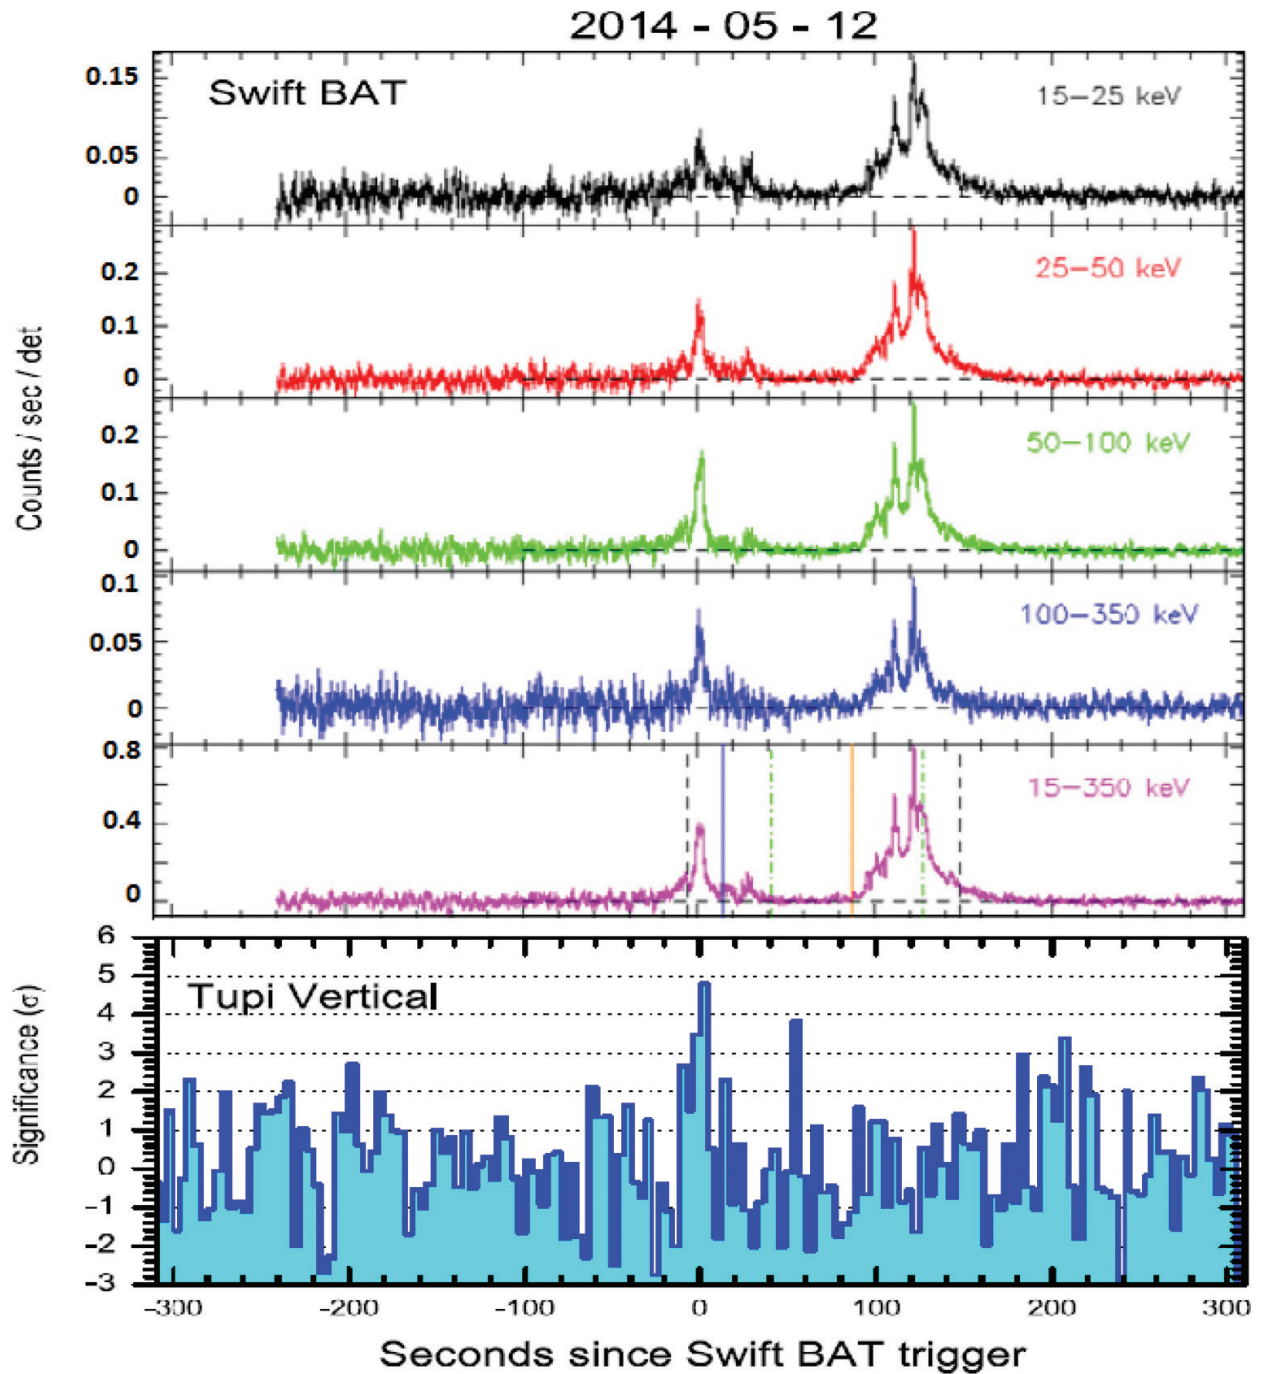 2014 - 05 - 12
Swift BAT
15-25 keV
0.15
0.05
0
25-50 keV
0.2
0.1
0
Counts / sec / det
50-100 keV
0.2
0.1
0
100-350 keV
0.1
0.05
0
15-350 keV
0.8
0.4
0
Tupi Vertical
Significance (σ)
6
5
4
3
2
1
0
-1
-2
-3
-300 -200 -100 0 100 200 300
Seconds since Swift BAT trigger